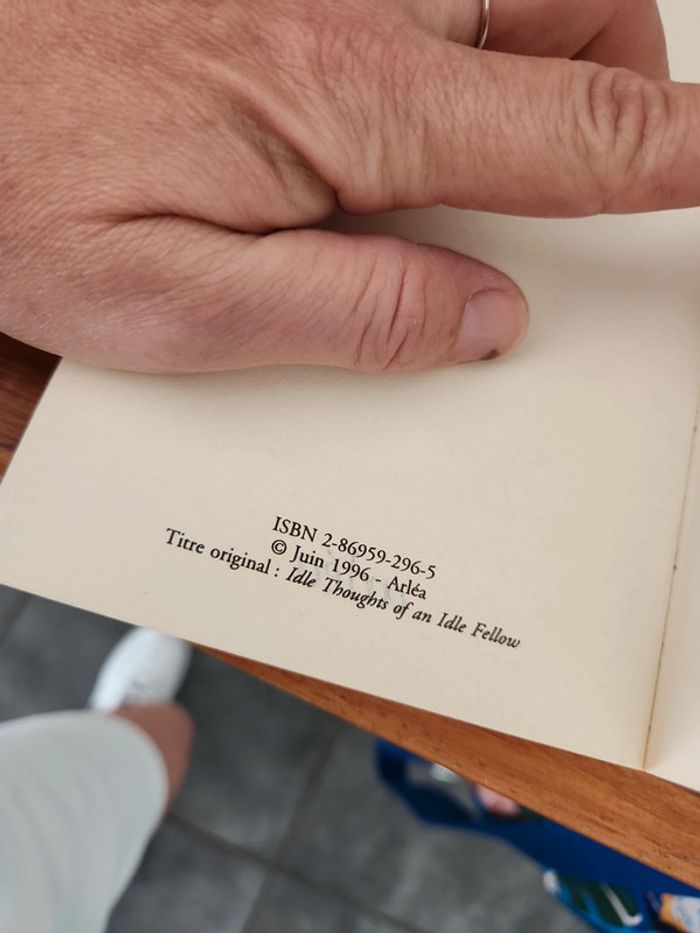 ISBN 2-86959-296-5
© Juin 1996 - Arléa
Titre original : Idle Thoughts of an Idle Fellow